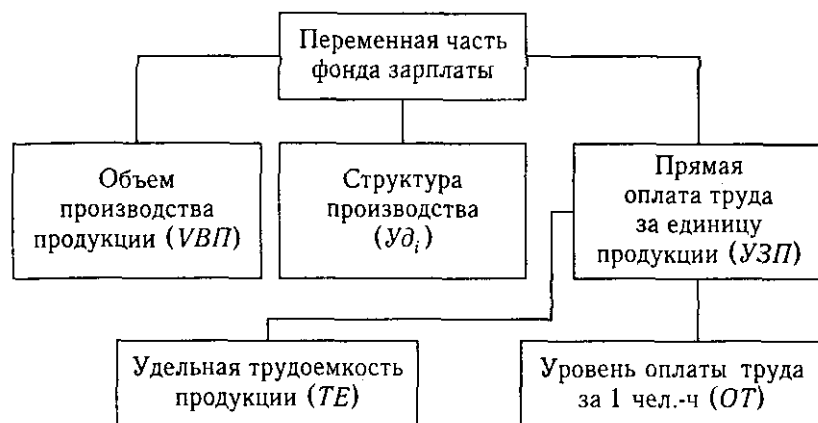 Переменная часть
фонда зарплаты
Объем
производства
продукции (VВП)
Структура
производства
(Удᵢ)
Прямая
оплата труда
за единицу
продукции (УЗП)
Удельная трудоемкость
продукции (ТЕ)
Уровень оплаты труда
за 1 чел.-ч (ОТ)